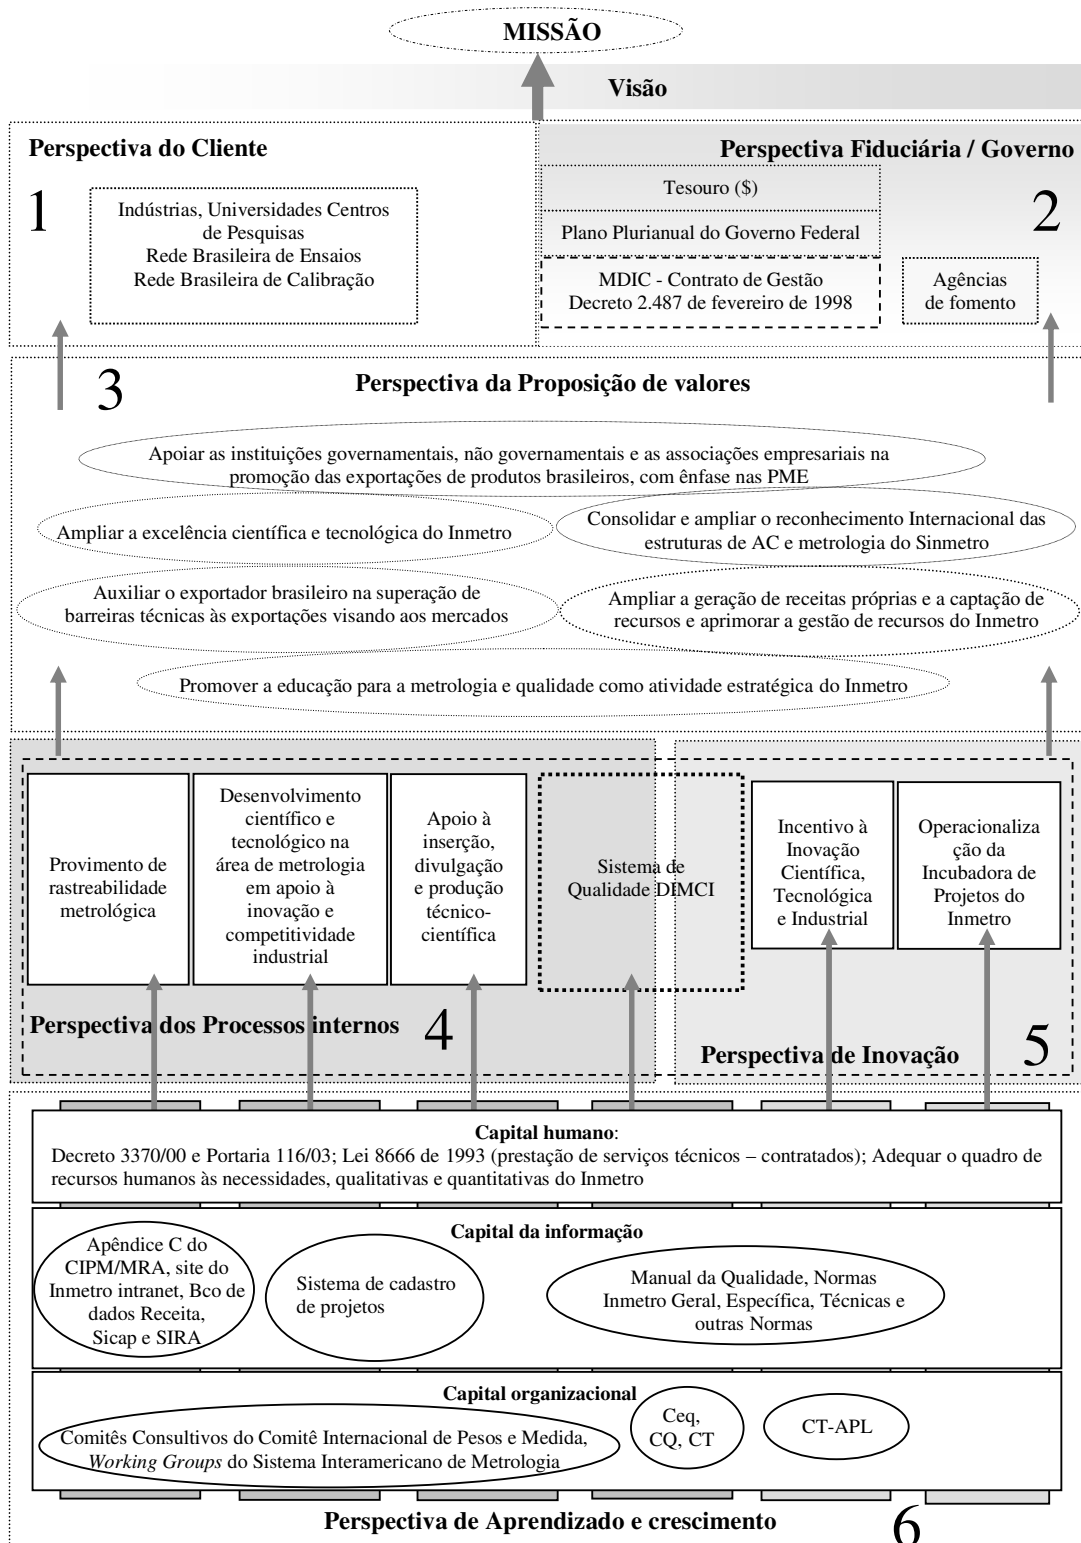 MISSÃO
Visão
Perspectiva do Cliente
1
Indústrias, Universidades Centros
de Pesquisas
Rede Brasileira de Ensaios
Rede Brasileira de Calibração
Perspectiva Fiduciária / Governo
2
Tesouro ($)
Plano Plurianual do Governo Federal
MDIC - Contrato de Gestão
Decreto 2.487 de fevereiro de 1998
Agências
de fomento
3
Perspectiva da Proposição de valores
Apoiar as instituições governamentais, não governamentais e as associações empresariais na
promoção das exportações de produtos brasileiros, com ênfase nas PME
Ampliar a excelência científica e tecnológica do Inmetro
Consolidar e ampliar o reconhecimento Internacional das
estruturas de AC e metrologia do Sinmetro
Auxiliar o exportador brasileiro na superação de
barreiras técnicas às exportações visando aos mercados
Ampliar a geração de receitas próprias e a captação de
recursos e aprimorar a gestão de recursos do Inmetro
Promover a educação para a metrologia e qualidade como atividade estratégica do Inmetro
Provimento de
rastreabilidade
metrológica
Desenvolvimento
científico e
tecnológico na
área de metrologia
em apoio à
inovação e
competitividade
industrial
Apoio à
inserção,
divulgação
e produção
técnico-
científica
Sistema de
Qualidade DIMCI
Incentivo à
Inovação
Científica,
Tecnológica
e Industrial
Operacionaliza
ção da
Incubadora de
Projetos do
Inmetro
Perspectiva dos Processos internos
4
Perspectiva de Inovação
5
Capital humano:
Decreto 3370/00 e Portaria 116/03; Lei 8666 de 1993 (prestação de serviços técnicos – contratados); Adequar o quadro de
recursos humanos às necessidades, qualitativas e quantitativas do Inmetro
Capital da informação
Apêndice C do
CIPM/MRA, site do
Inmetro intranet, Bco de
dados Receita,
Sicap e SIRA
Sistema de cadastro
de projetos
Manual da Qualidade, Normas
Inmetro Geral, Específica, Técnicas e
outras Normas
Capital organizacional
Comitês Consultivos do Comitê Internacional de Pesos e Medida,
Working Groups do Sistema Interamericano de Metrologia
Ceq,
CQ, CT
CT-APL
Perspectiva de Aprendizado e crescimento
6